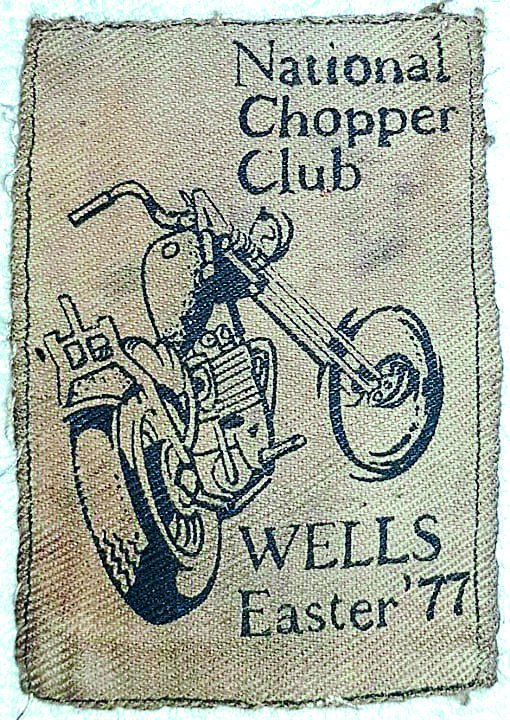 National
Chopper
Club
WELLS
Easter '77